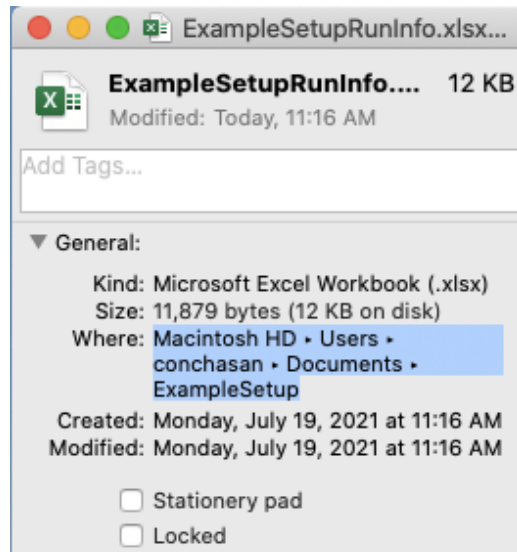 ExampleSetupRunInfo.xlsx...
ExampleSetupRunInfo.... 12 KB
Modified: Today, 11:16 AM
Add Tags...
General:
Kind: Microsoft Excel Workbook (.xlsx)
Size: 11,879 bytes (12 KB on disk)
Where: Macintosh HD ‣ Users ‣
conchasan ‣ Documents ‣
ExampleSetup
Created: Monday, July 19, 2021 at 11:16 AM
Modified: Monday, July 19, 2021 at 11:16 AM
Stationery pad
Locked